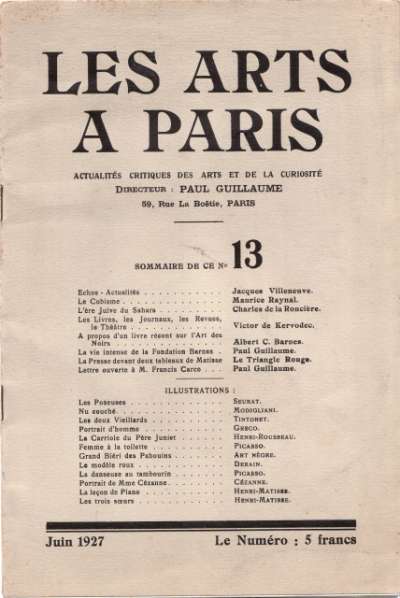 LES ARTS
A PARIS
ACTUALITÉS CRITIQUES DES ARTS ET DE LA CURIOSITÉ
DIRECTEUR : PAUL GUILLAUME
59, Rue La Boëtie, PARIS
SOMMAIRE DE CE No 13
Echos - Actualités . . . . . . . . . . Jacques Villeneuve.
Le Cubisme . . . . . . . . . . . . Maurice Raynal.
L'ère Juive du Sahara . . . . . . . . Charles de la Roncière.
Les Livres, les Journaux, les Revues,
le Théâtre . . . . . . . . . . . . Victor de Kervodec.
A propos d'un livre récent sur l'Art des
Noirs . . . . . . . . . . . . . . Albert C. Barnes.
La vie intense de la Fondation Barnes . Paul Guillaume.
La Presse devant deux tableaux de Matisse Le Triangle Rouge.
Lettre ouverte à M. Francis Carco . . . Paul Guillaume.
ILLUSTRATIONS :
Les Poseuses . . . . . . . . . . . SEURAT.
Nu couché . . . . . . . . . . . . MODIGLIANI.
Les deux Vieillards . . . . . . . . . TINTORET.
Portrait d'homme . . . . . . . . . . GRECO.
La Carriole du Père Juniet . . . . . . HENRI-ROUSSEAU.
Femme à la toilette . . . . . . . . . PICASSO.
Grand Biéri des Pahouins . . . . . . . ART NÈGRE.
Le modèle roux . . . . . . . . . . DERAIN.
La danseuse au tambourin . . . . . . . PICASSO.
Portrait de Mme Cézanne . . . . . . . CÉZANNE.
La leçon de Piano . . . . . . . . . HENRI-MATISSE.
Les trois sœurs . . . . . . . . . . HENRI-MATISSE.
Juin 1927 Le Numéro : 5 francs